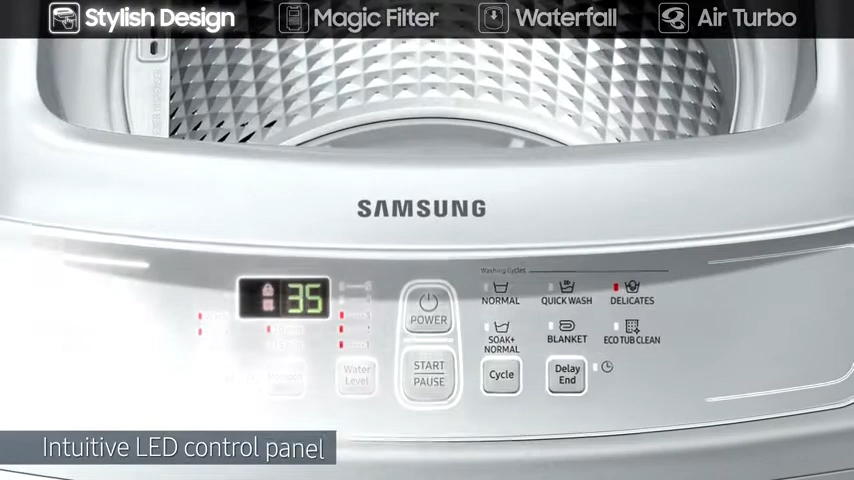 Stylish Design
Magic Filter
Waterfall
Air Turbo
SAMSUNG
35
Washing Cycles
NORMAL
QUICK WASH
DELICATES
SOAK+
NORMAL
BLANKET
ECO TUB CLEAN
POWER
START
PAUSE
Water
Level
Cycle
Delay
End
Intuitive LED control panel